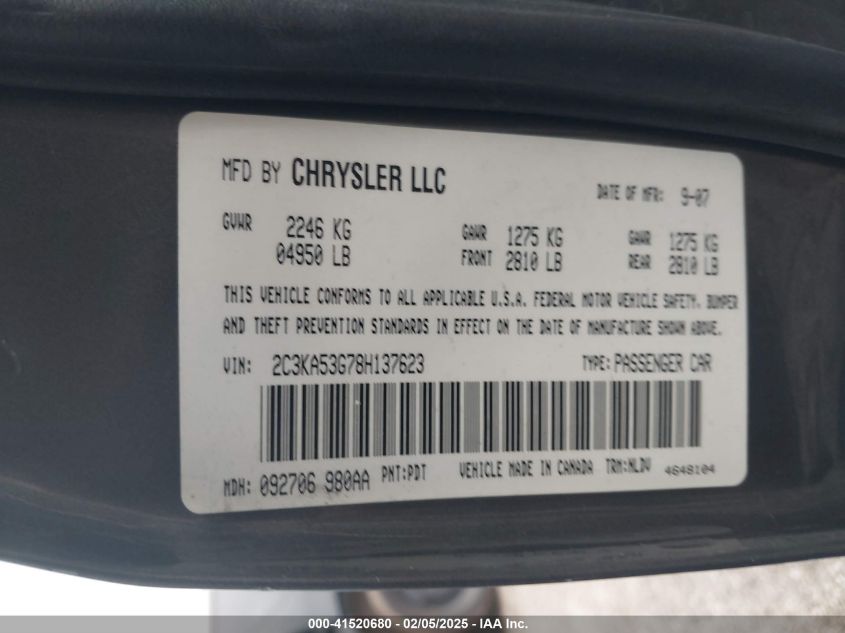 MFD BY CHRYSLER LLC DATE OF MFR: 9-07
GVWR 2246 KG GAWR 1275 KG GAWR 1275 KG
04950 LB FRONT 2810 LB REAR 2810 LB
THIS VEHICLE CONFORMS TO ALL APPLICABLE U.S.A. FEDERAL MOTOR VEHICLE SAFETY, BUMPER
AND THEFT PREVENTION STANDARDS IN EFFECT ON THE DATE OF MANUFACTURE SHOWN ABOVE.
VIN: 2C3KA53G78H137623 TYPE: PASSENGER CAR
MDH: 092706 980AA PNT:PDT VEHICLE MADE IN CANADA TRM:NLDV 4648104
000-41520680 - 02/05/2025 - IAA Inc.